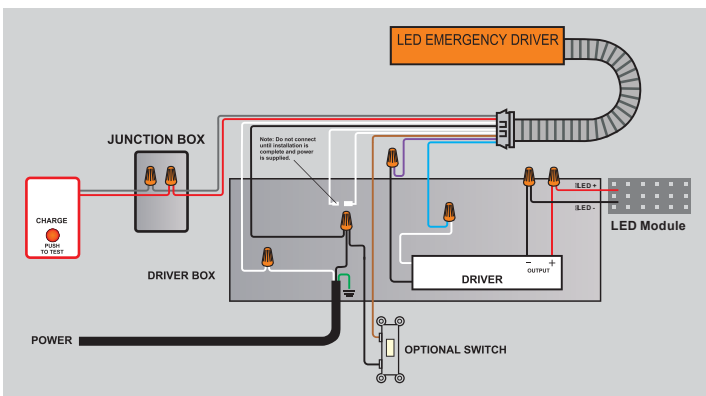 LED EMERGENCY DRIVER
JUNCTION BOX
Note: Do not connect
until installation is
complete and power
is supplied.
LED +
LED -
LED Module
CHARGE
PUSH
TO TEST
DRIVER BOX
- +
OUTPUT
DRIVER
POWER
OPTIONAL SWITCH